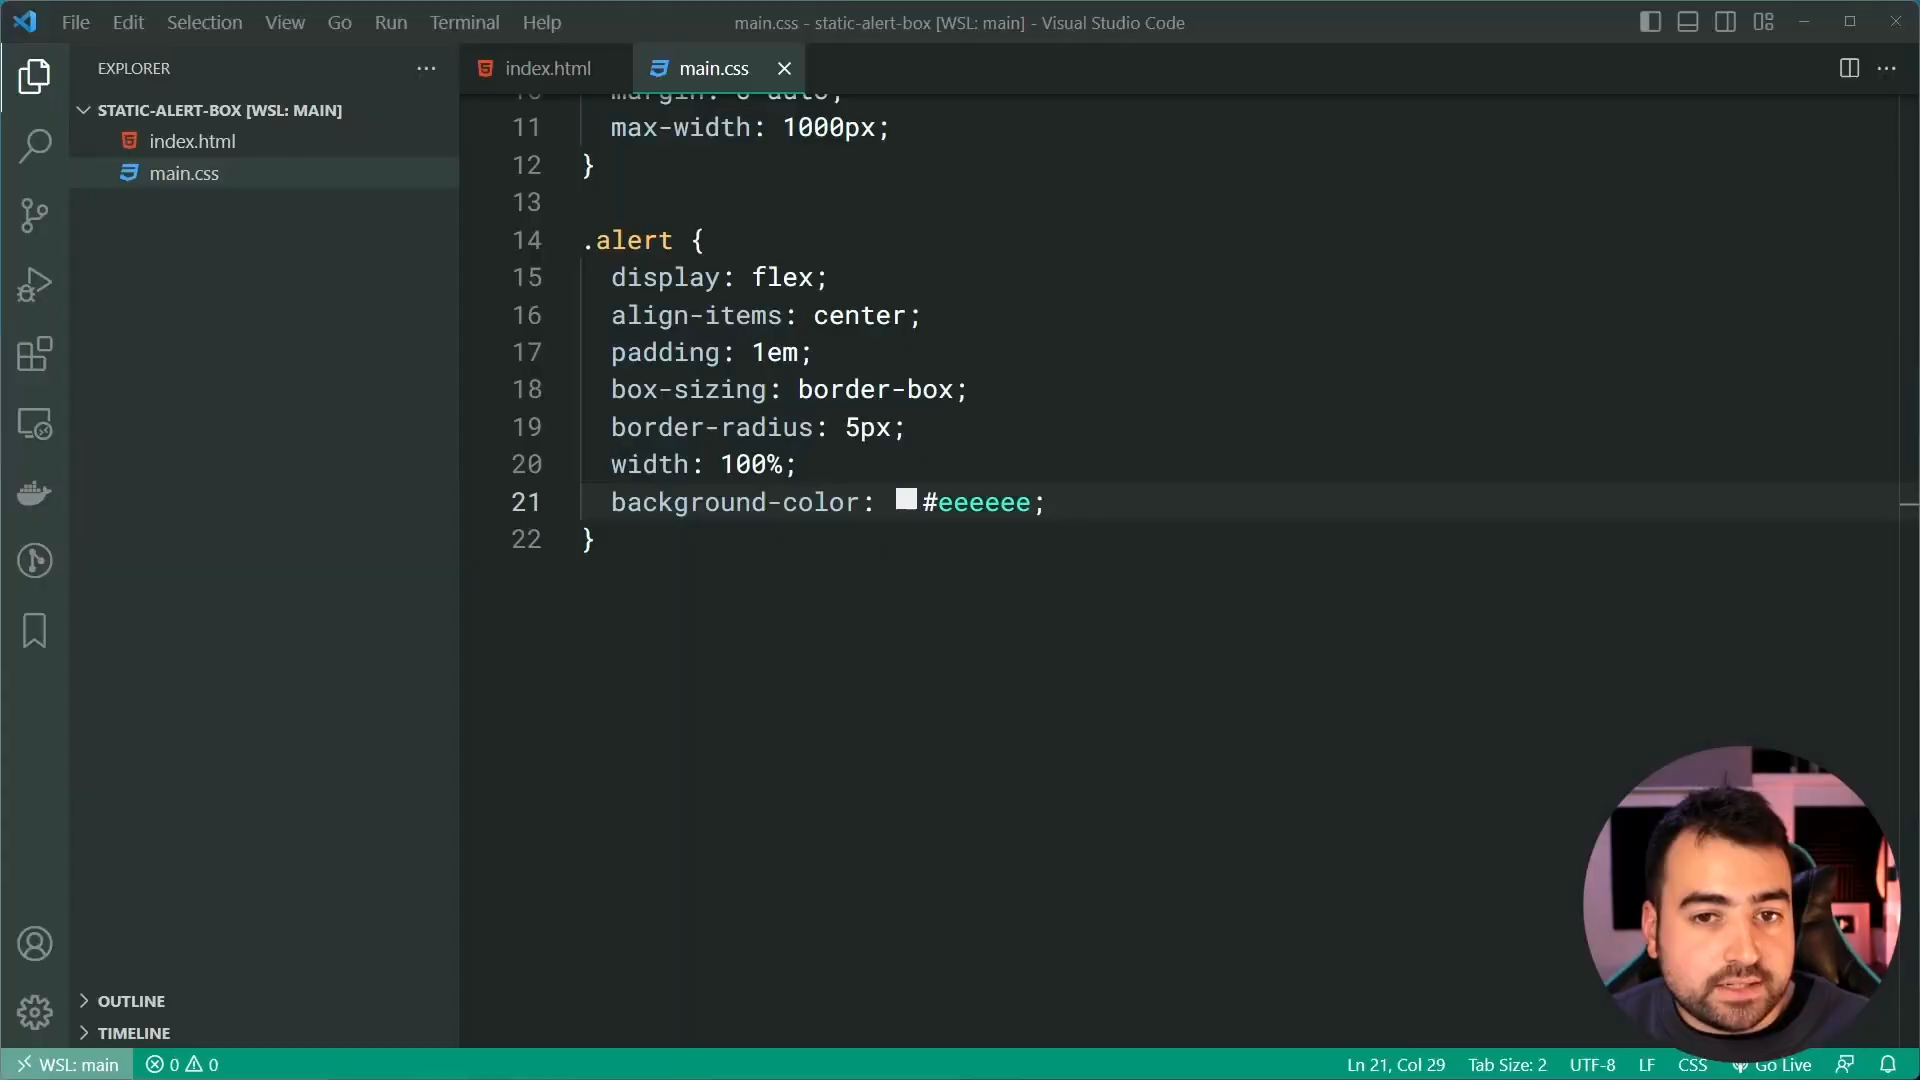 File Edit Selection View Go Run Terminal Help
main.css - static-alert-box [WSL: main] - Visual Studio Code
EXPLORER
STATIC-ALERT-BOX [WSL: MAIN]
index.html
main.css
OUTLINE
TIMELINE
index.html
main.css
10 margin: 0 auto;
11 max-width: 1000px;
12 }
13
14 .alert {
15 display: flex;
16 align-items: center;
17 padding: 1em;
18 box-sizing: border-box;
19 border-radius: 5px;
20 width: 100%;
21 background-color: #eeeeee;
22 }
WSL: main 0 0 Ln 21, Col 29 Tab Size: 2 UTF-8 LF CSS Go Live